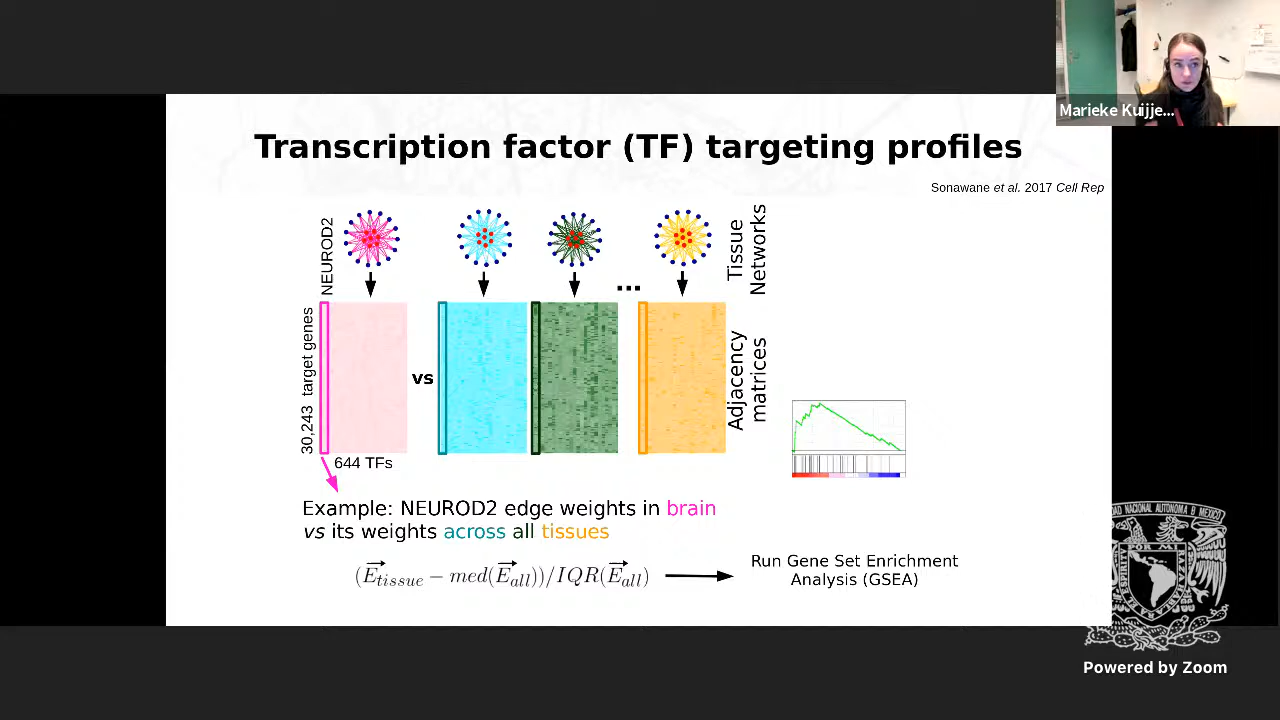 Marieke Kuijje...
Transcription factor (TF) targeting profiles
Sonawane et al. 2017 Cell Rep
NEUROD2
...
Tissue
Networks
30,243 target genes
vs
Adjacency
matrices
644 TFs
Example: NEUROD2 edge weights in brain
vs its weights across all tissues
(E⃗tissue − med(E⃗all))/IQR(E⃗all)
Run Gene Set Enrichment
Analysis (GSEA)
Powered by Zoom